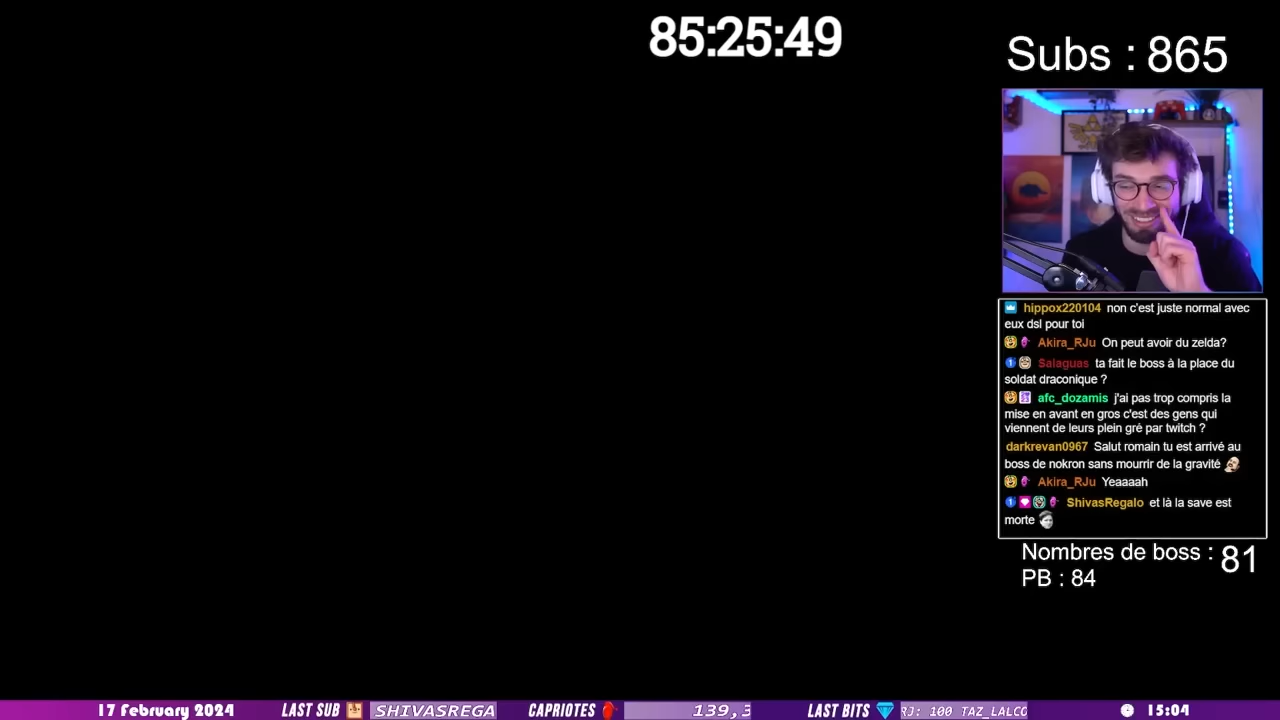 85:25:49
Subs : 865
hippox220104 non c'est juste normal avec
eux dsl pour toi
Akira_RJu On peut avoir du zelda?
Salaguas ta fait le boss à la place du
soldat draconique ?
afc_dozamis j'ai pas trop compris la
mise en avant en gros c'est des gens qui
viennent de leurs plein gré par twitch ?
darkrevan0967 Salut romain tu est arrivé au
boss de nokron sans mourrir de la gravité
Akira_RJu Yeaaaah
ShivasRegalo et là la save est
morte
Nombres de boss : 81
PB : 84
17 February 2024 LAST SUB SHIVASREGA CAPRIOTES 139,3 LAST BITS RJ: 100 TAZ_LALCO 15:04